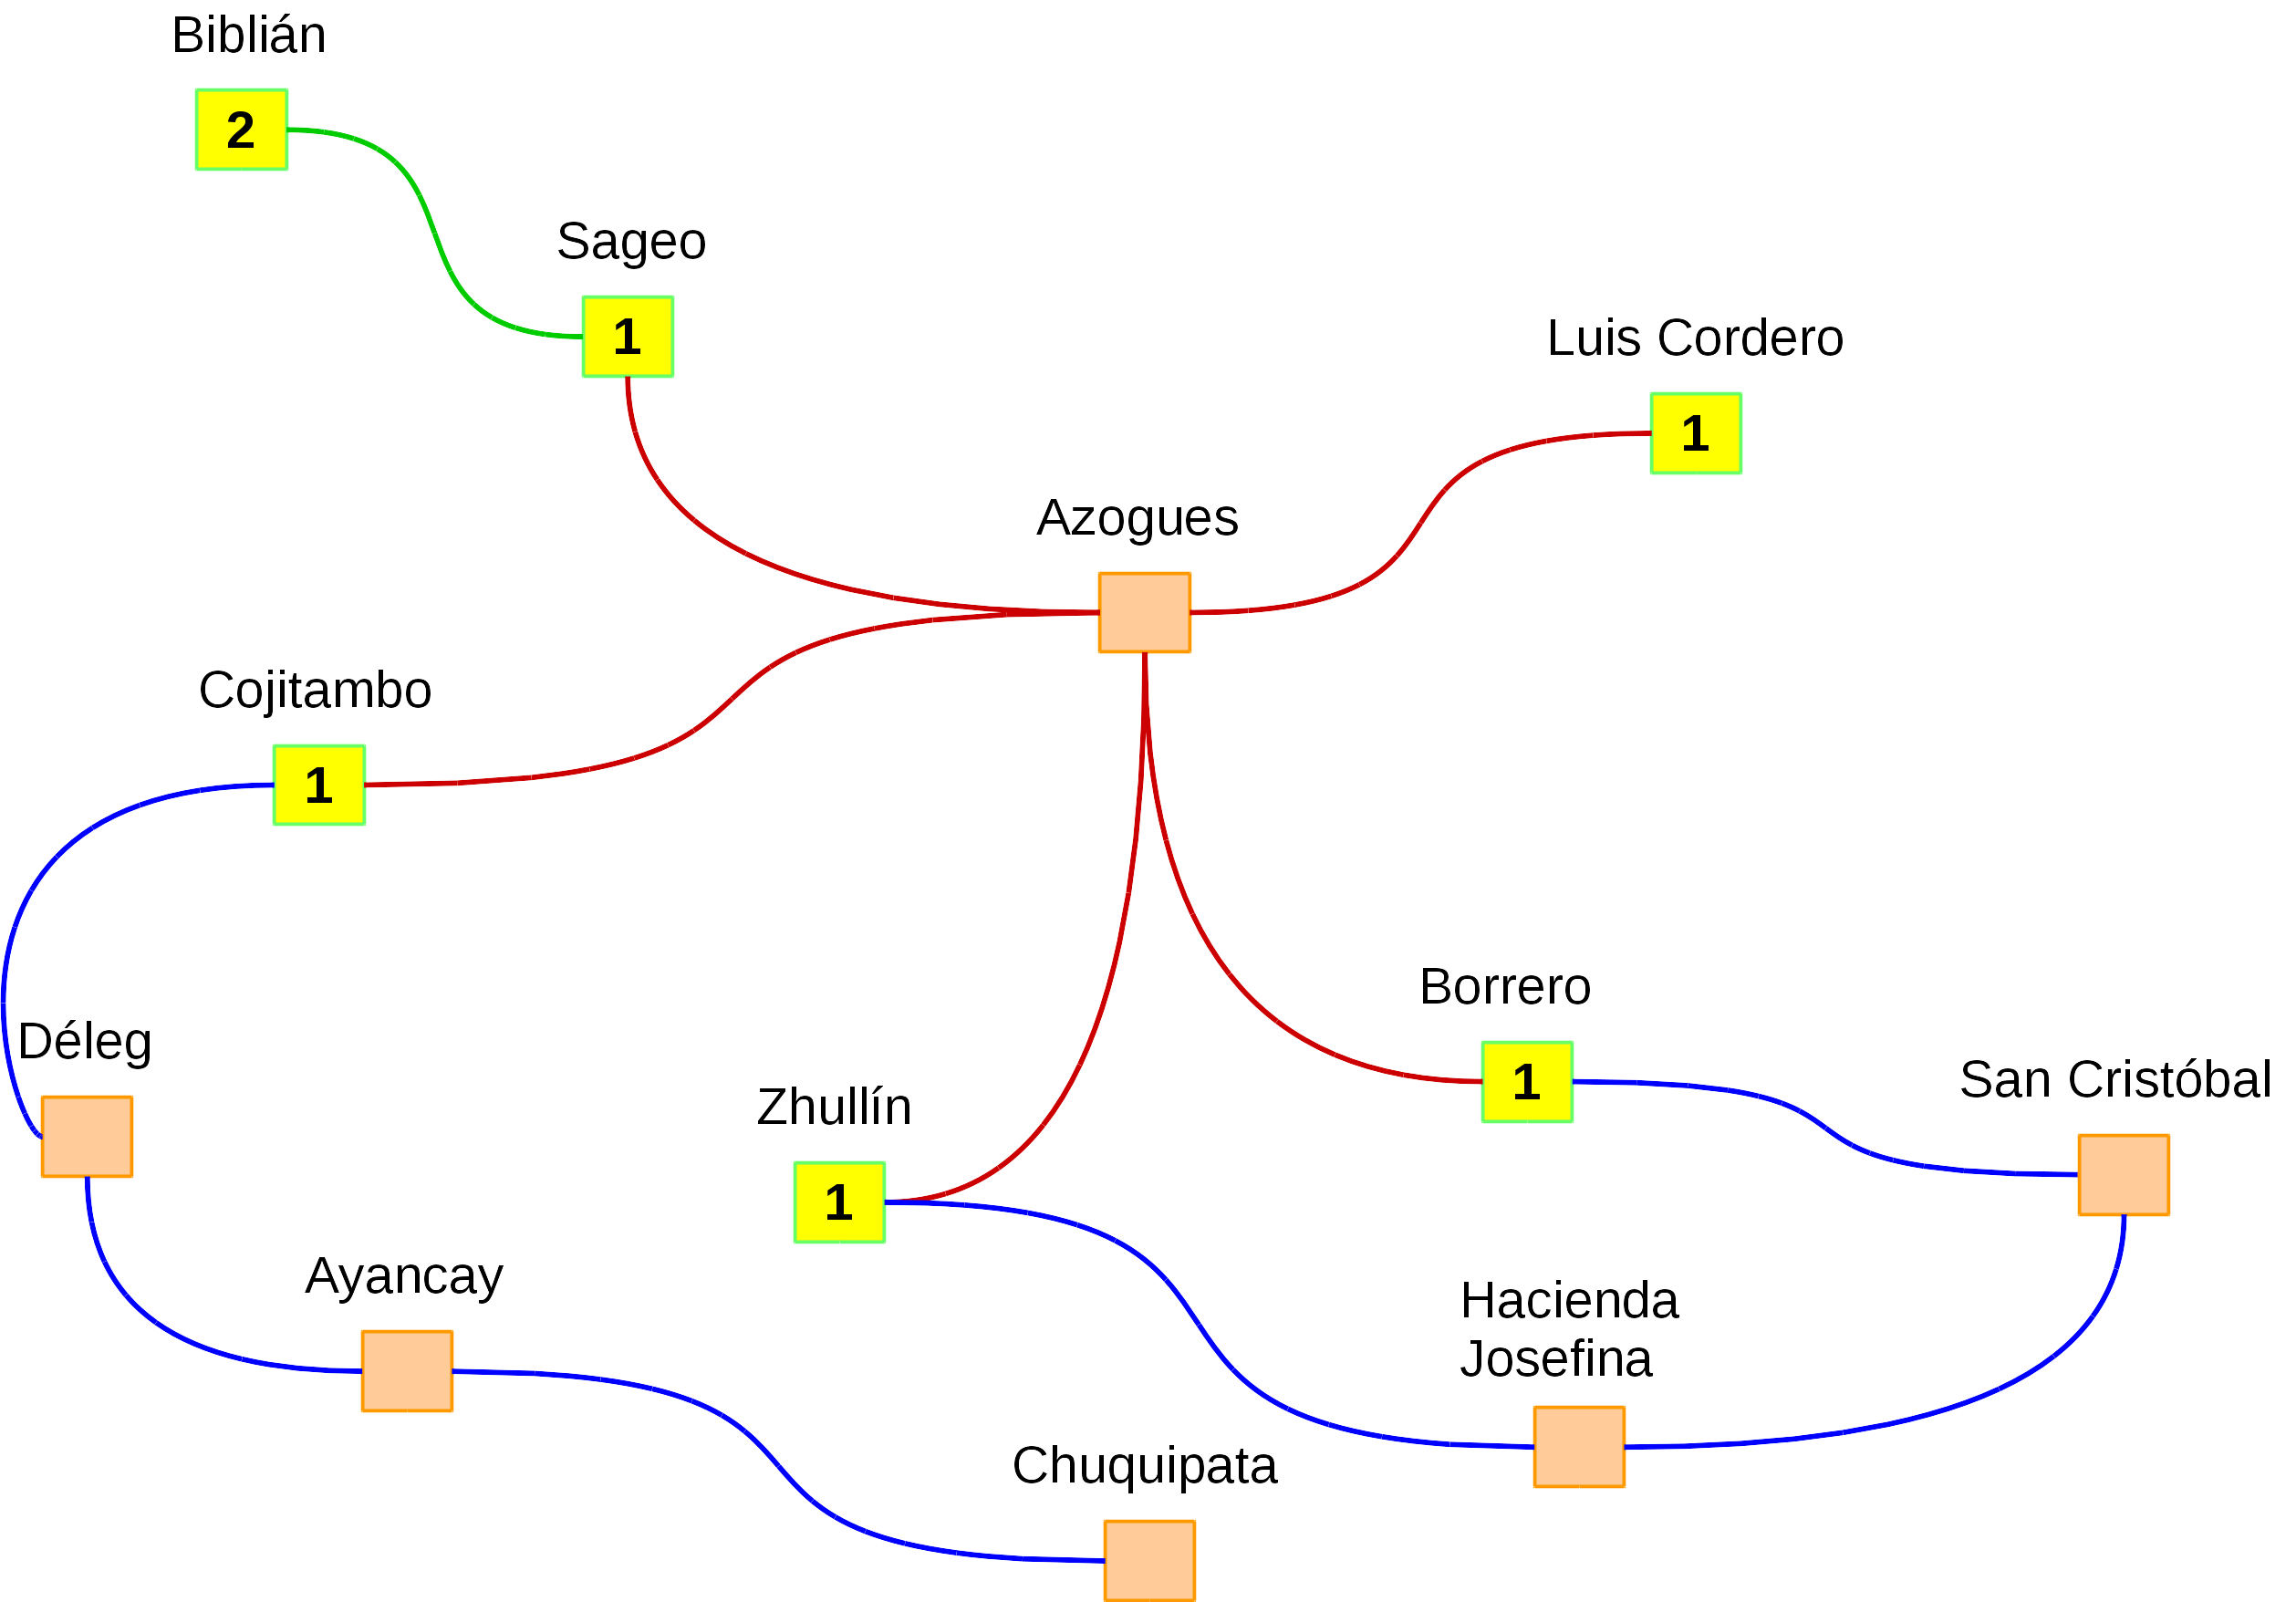 Biblián
2
Sageo
1
Luis Cordero
1
Azogues
Cojitambo
1
Borrero
1
Déleg
San Cristóbal
Zhullín
1
Ayancay
Hacienda
Josefina
Chuquipata